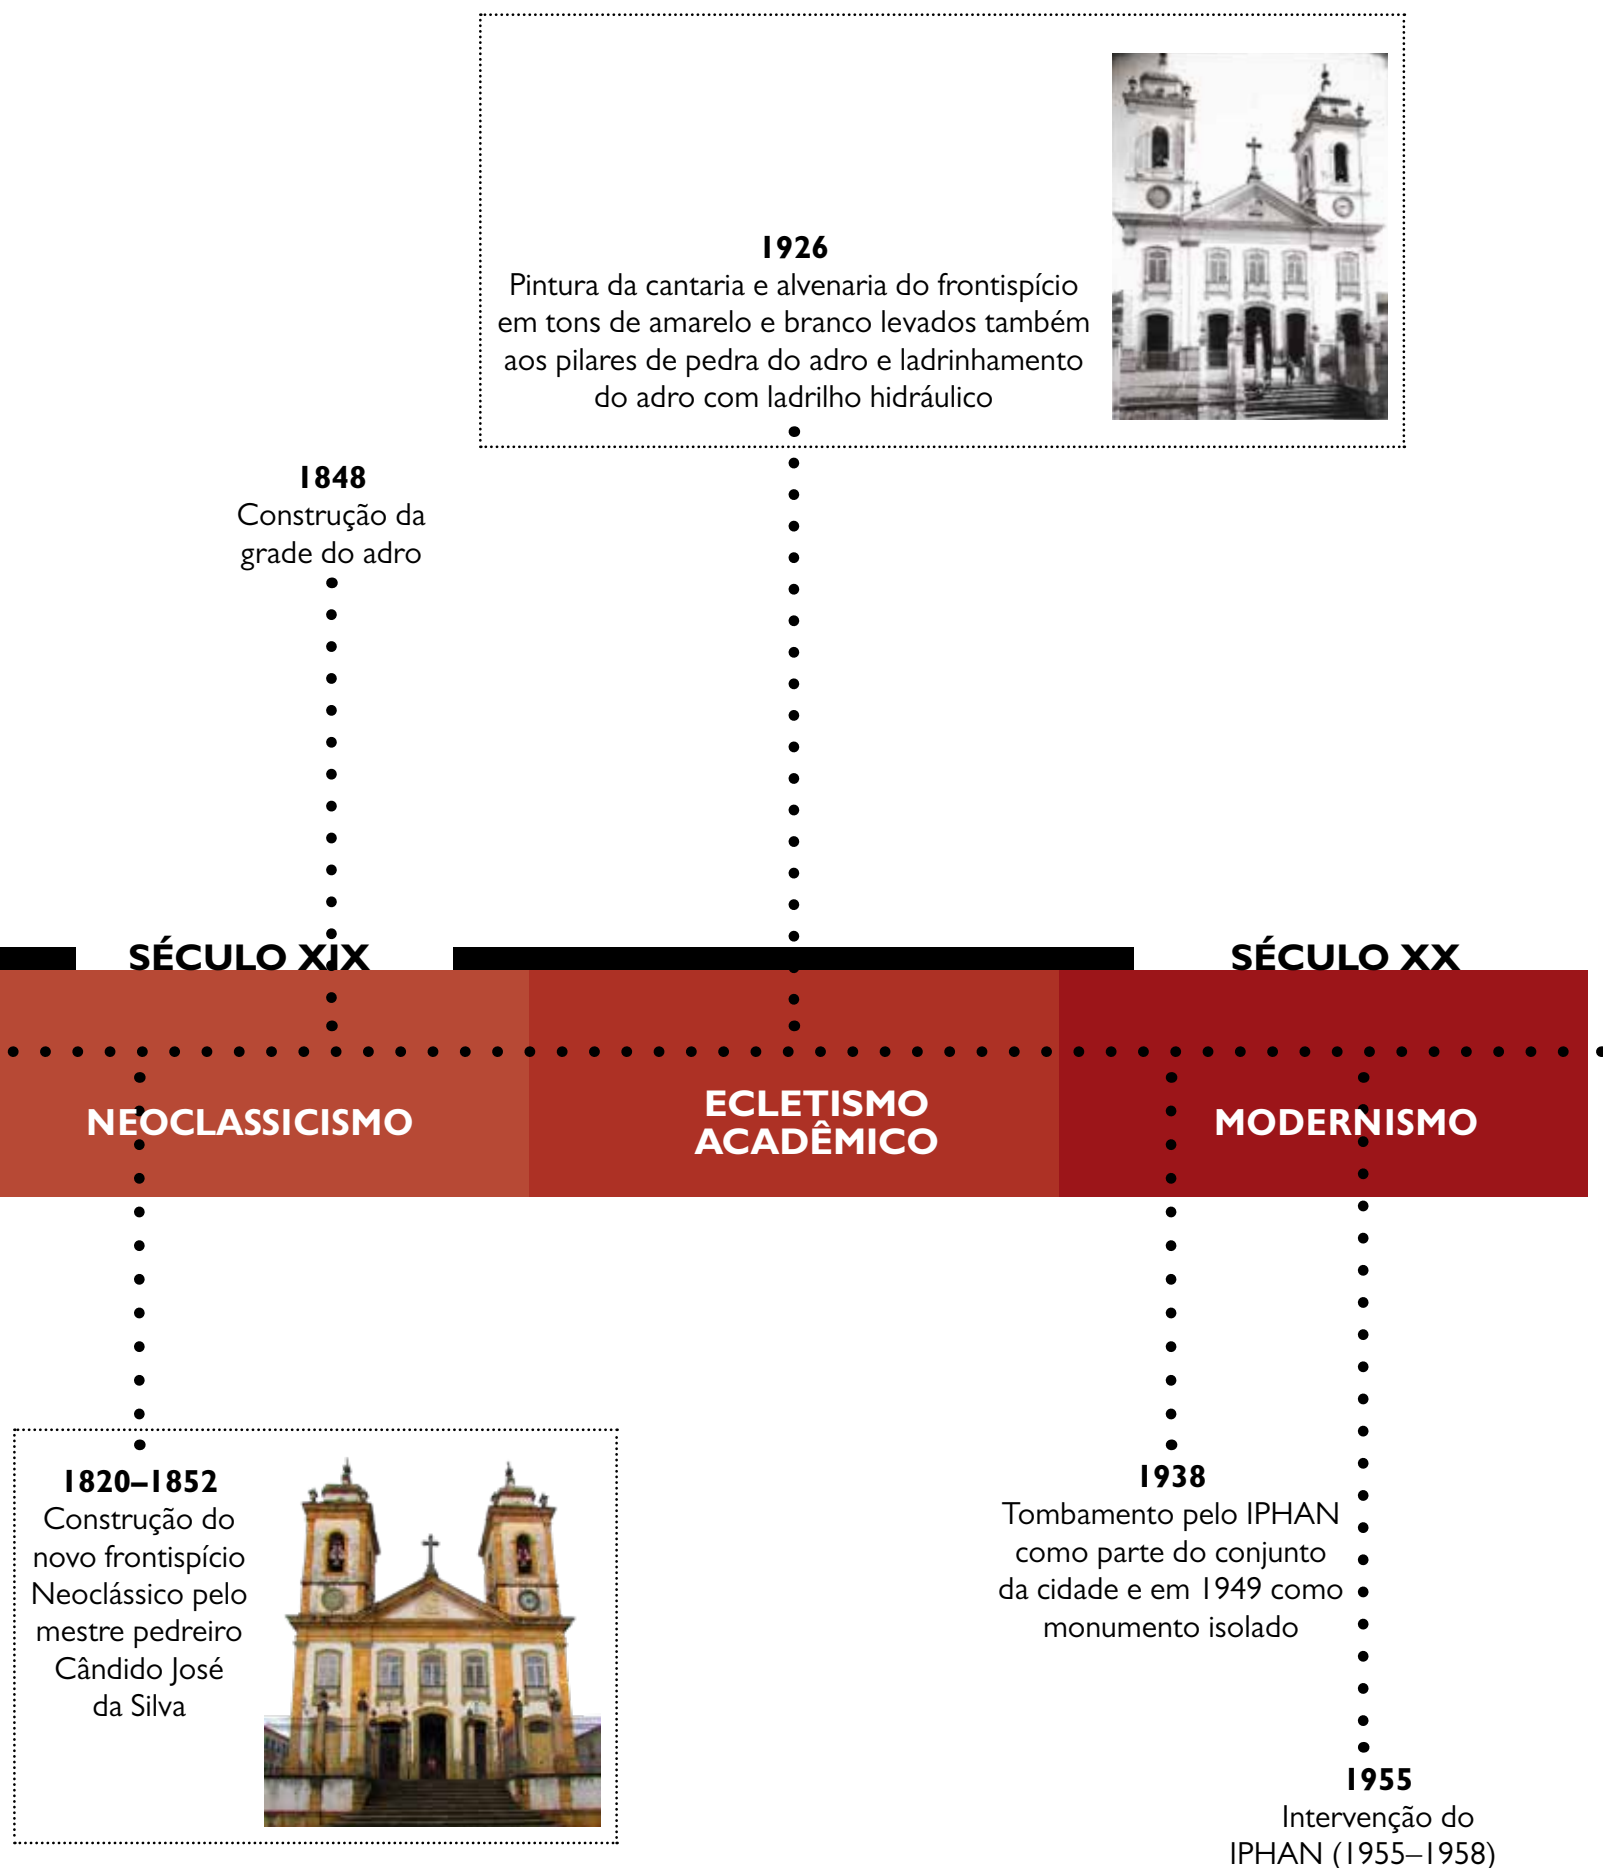 1926
Pintura da cantaria e alvenaria do frontispício
em tons de amarelo e branco levados também
aos pilares de pedra do adro e ladrinhamento
do adro com ladrilho hidráulico
1848
Construção da
grade do adro
SÉCULO XIX
SÉCULO XX
NEOCLASSICISMO
ECLETISMO
ACADÊMICO
MODERNISMO
1820–1852
Construção do
novo frontispício
Neoclássico pelo
mestre pedreiro
Cândido José
da Silva
1938
Tombamento pelo IPHAN
como parte do conjunto
da cidade e em 1949 como
monumento isolado
1955
Intervenção do
IPHAN (1955–1958)